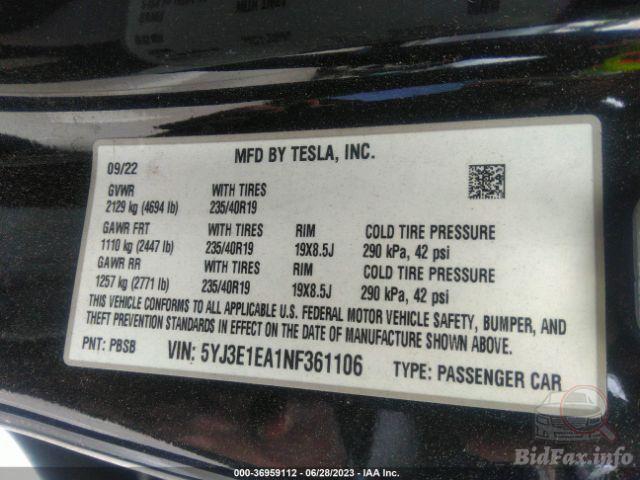 MFD BY TESLA, INC.
09/22
GVWR WITH TIRES
2129 kg (4694 lb) 235/40R19
GAWR FRT WITH TIRES RIM COLD TIRE PRESSURE
1110 kg (2447 lb) 235/40R19 19X8.5J 290 kPa, 42 psi
GAWR RR WITH TIRES RIM COLD TIRE PRESSURE
1257 kg (2771 lb) 235/40R19 19X8.5J 290 kPa, 42 psi
THIS VEHICLE CONFORMS TO ALL APPLICABLE U.S. FEDERAL MOTOR VEHICLE SAFETY, BUMPER, AND
THEFT PREVENTION STANDARDS IN EFFECT ON THE DATE OF MANUFACTURE SHOWN ABOVE.
PNT: PBSB VIN: 5YJ3E1EA1NF361106 TYPE: PASSENGER CAR
BidFax.info
000-36959112 - 06/28/2023 - IAA Inc.